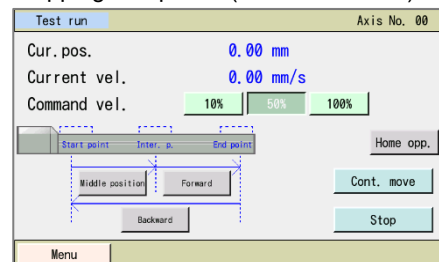 Test run Axis No. 00
Cur.pos. 0.00 mm
Current vel. 0.00 mm/s
Command vel. 10% 50% 100%
Start point Inter. p. End point
Home opp.
Middle position Forward Cont. move
Backward Stop
Menu